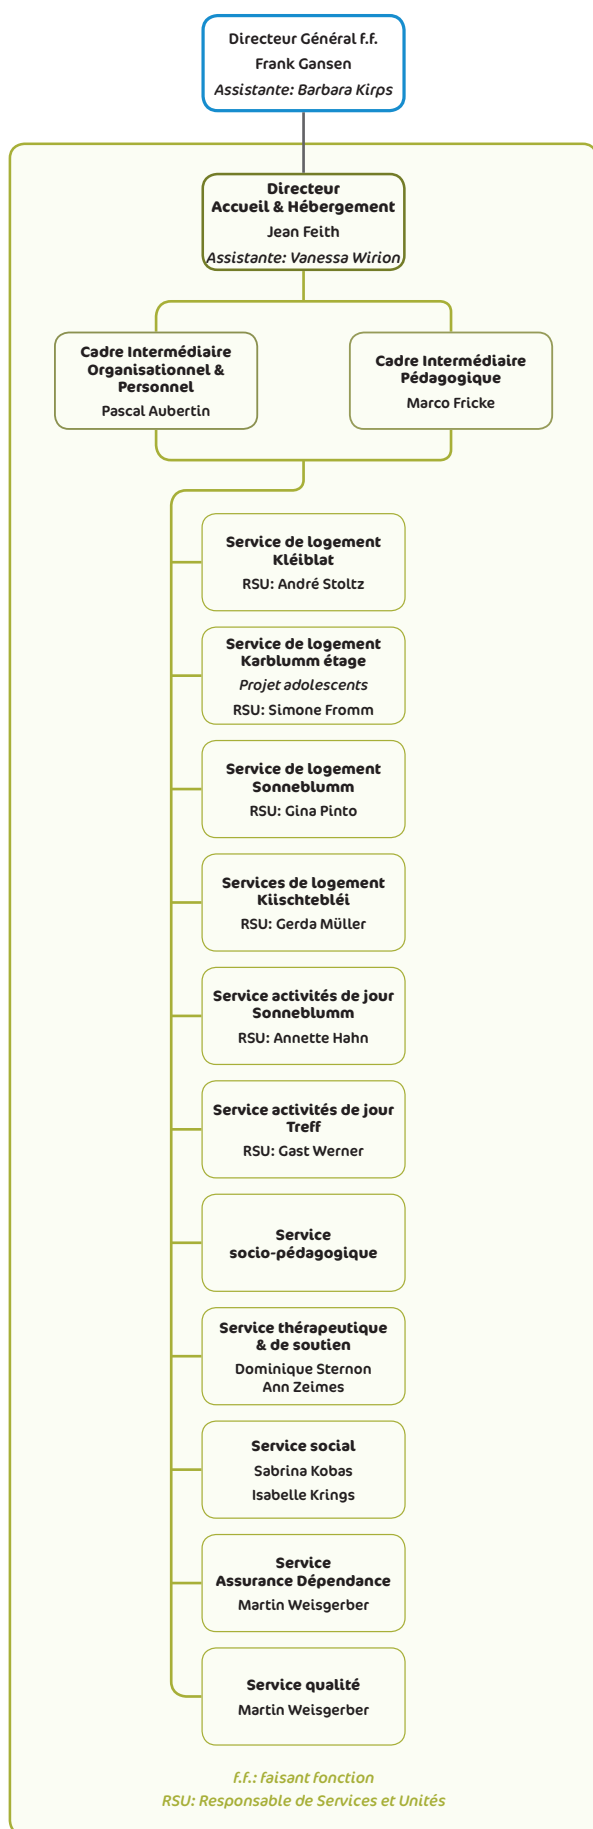 Directeur Général f.f.
Frank Gansen
Assistante: Barbara Kirps
Directeur
Accueil & Hébergement
Jean Feith
Assistante: Vanessa Wirion
Cadre Intermédiaire
Organisationnel &
Personnel
Pascal Aubertin
Cadre Intermédiaire
Pédagogique
Marco Fricke
Service de logement
Kléiblat
RSU: André Stoltz
Service de logement
Karblumm étage
Projet adolescents
RSU: Simone Fromm
Service de logement
Sonneblumm
RSU: Gina Pinto
Services de logement
Kiischtebléi
RSU: Gerda Müller
Service activités de jour
Sonneblumm
RSU: Annette Hahn
Service activités de jour
Treff
RSU: Gast Werner
Service
socio-pédagogique
Service thérapeutique
& de soutien
Dominique Sternon
Ann Zeimes
Service social
Sabrina Kobas
Isabelle Krings
Service
Assurance Dépendance
Martin Weisgerber
Service qualité
Martin Weisgerber
f.f.: faisant fonction
RSU: Responsable de Services et Unités